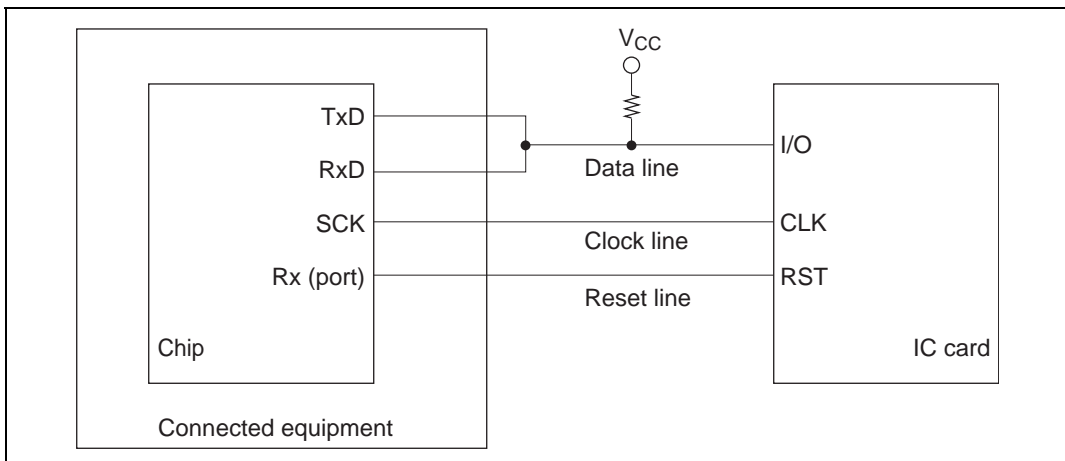 VCC
TxD
RxD
SCK
Rx (port)
Chip
Connected equipment
Data line
Clock line
Reset line
I/O
CLK
RST
IC card